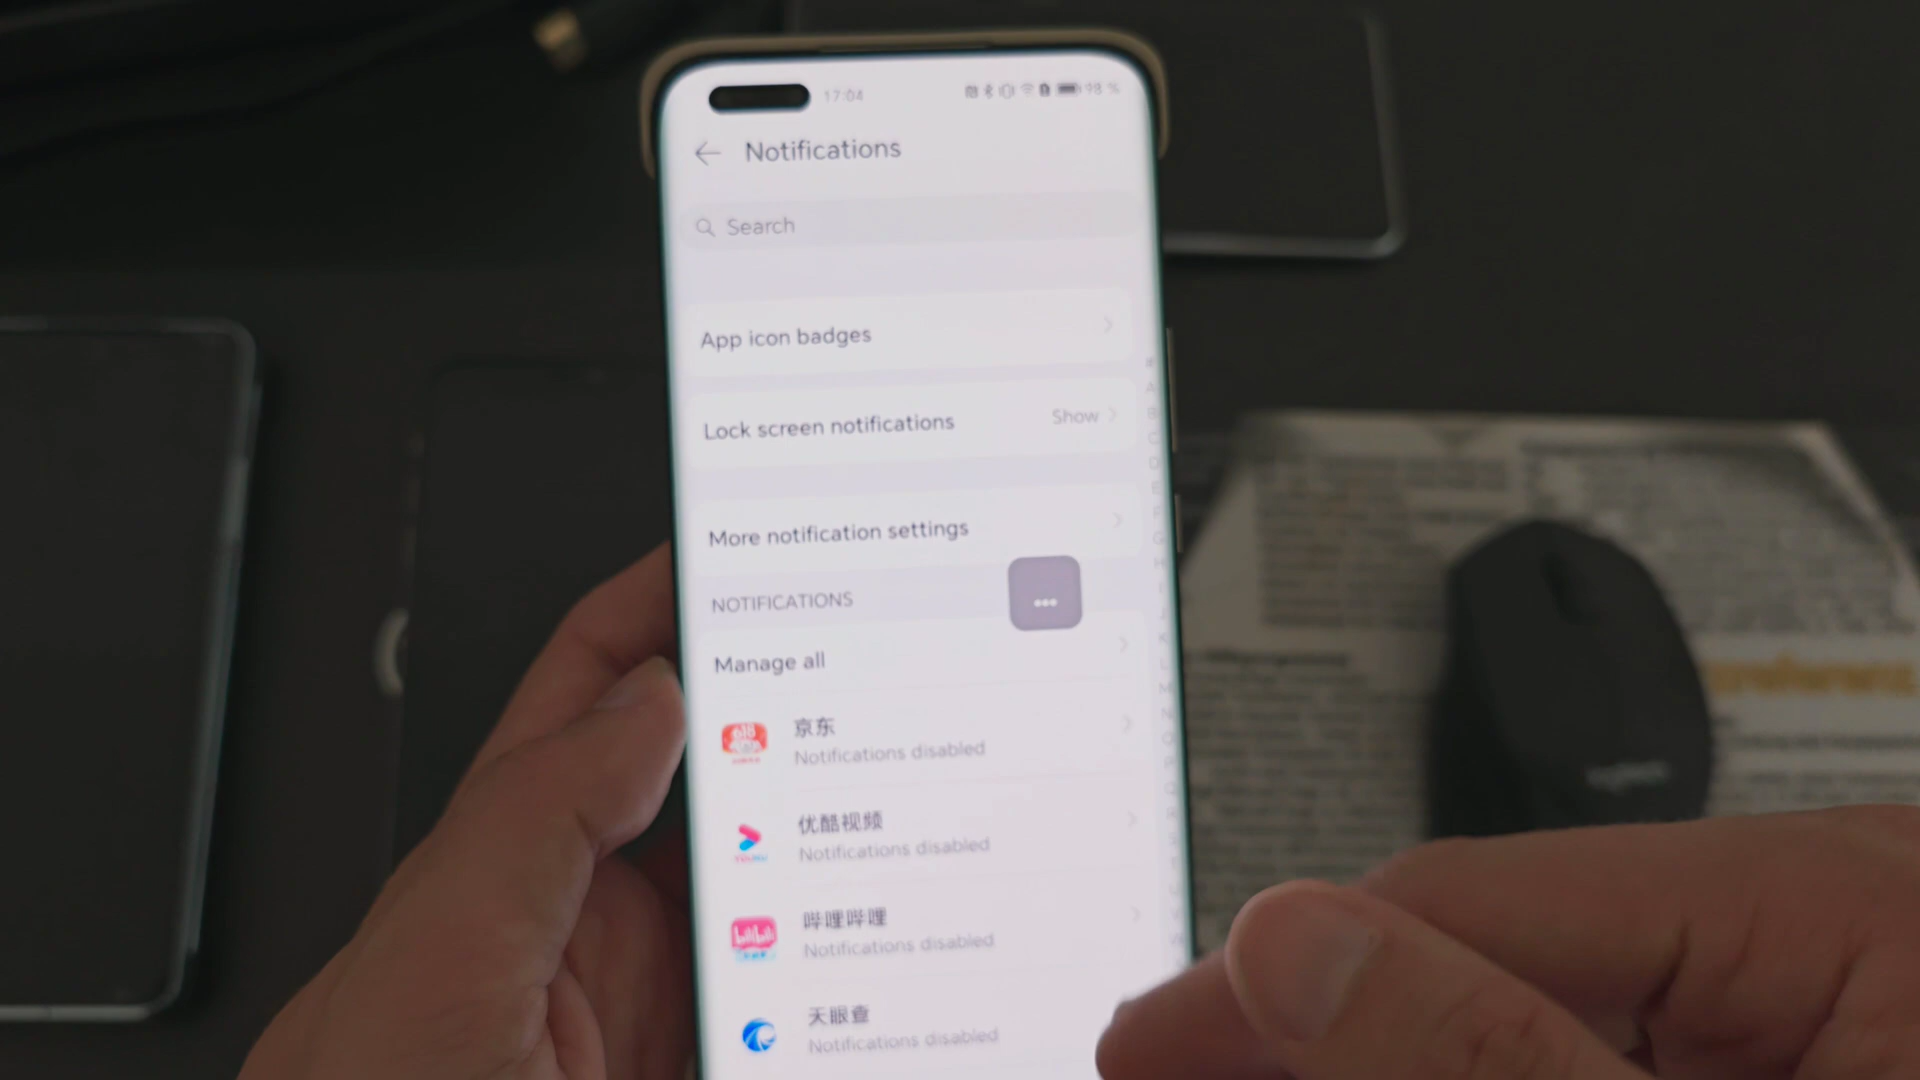 17:04
98 %
Notifications
Search
App icon badges
Lock screen notifications
Show
More notification settings
NOTIFICATIONS
Manage all
京东
Notifications disabled
优酷视频
Notifications disabled
哔哩哔哩
Notifications disabled
天眼查
Notifications disabled